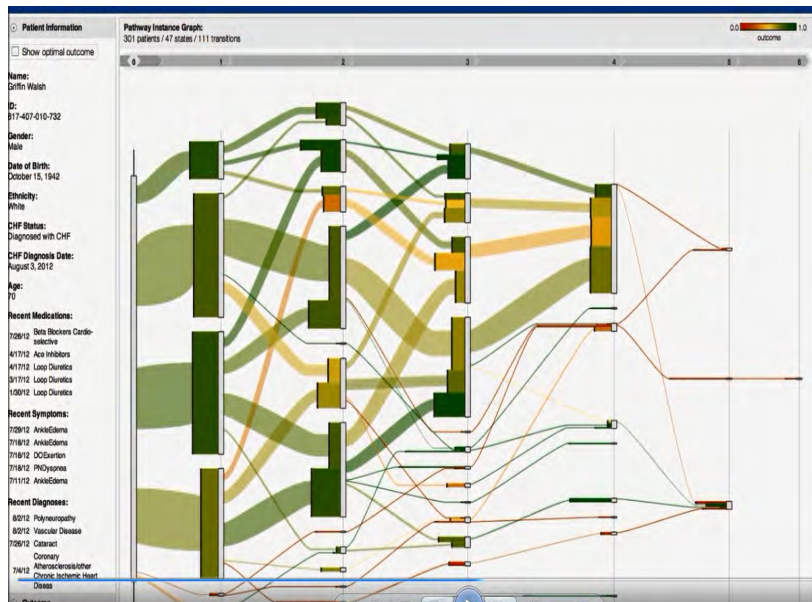 Patient Information
Show optimal outcome
Name:
Griffin Walsh
ID:
817-407-010-732
Gender:
Male
Date of Birth:
October 15, 1942
Ethnicity:
White
CHF Status:
Diagnosed with CHF
CHF Diagnosis Date:
August 3, 2012
Age:
70
Recent Medications:
7/26/12 Beta Blockers Cardio-
selective
4/17/12 Ace Inhibitors
4/17/12 Loop Diuretics
3/17/12 Loop Diuretics
1/30/12 Loop Diuretics
Recent Symptoms:
7/29/12 AnkleEdema
7/18/12 AnkleEdema
7/18/12 DOExertion
7/18/12 PNDyspnea
7/11/12 AnkleEdema
Recent Diagnoses:
8/2/12 Polyneuropathy
8/2/12 Vascular Disease
7/26/12 Cataract
Coronary
7/4/12 Atherosclerosis/other
Chronic Ischemic Heart
Diseas
Pathway Instance Graph:
301 patients / 47 states / 111 transitions
0.0 1.0
outcome
0 1 2 3 4 5 6